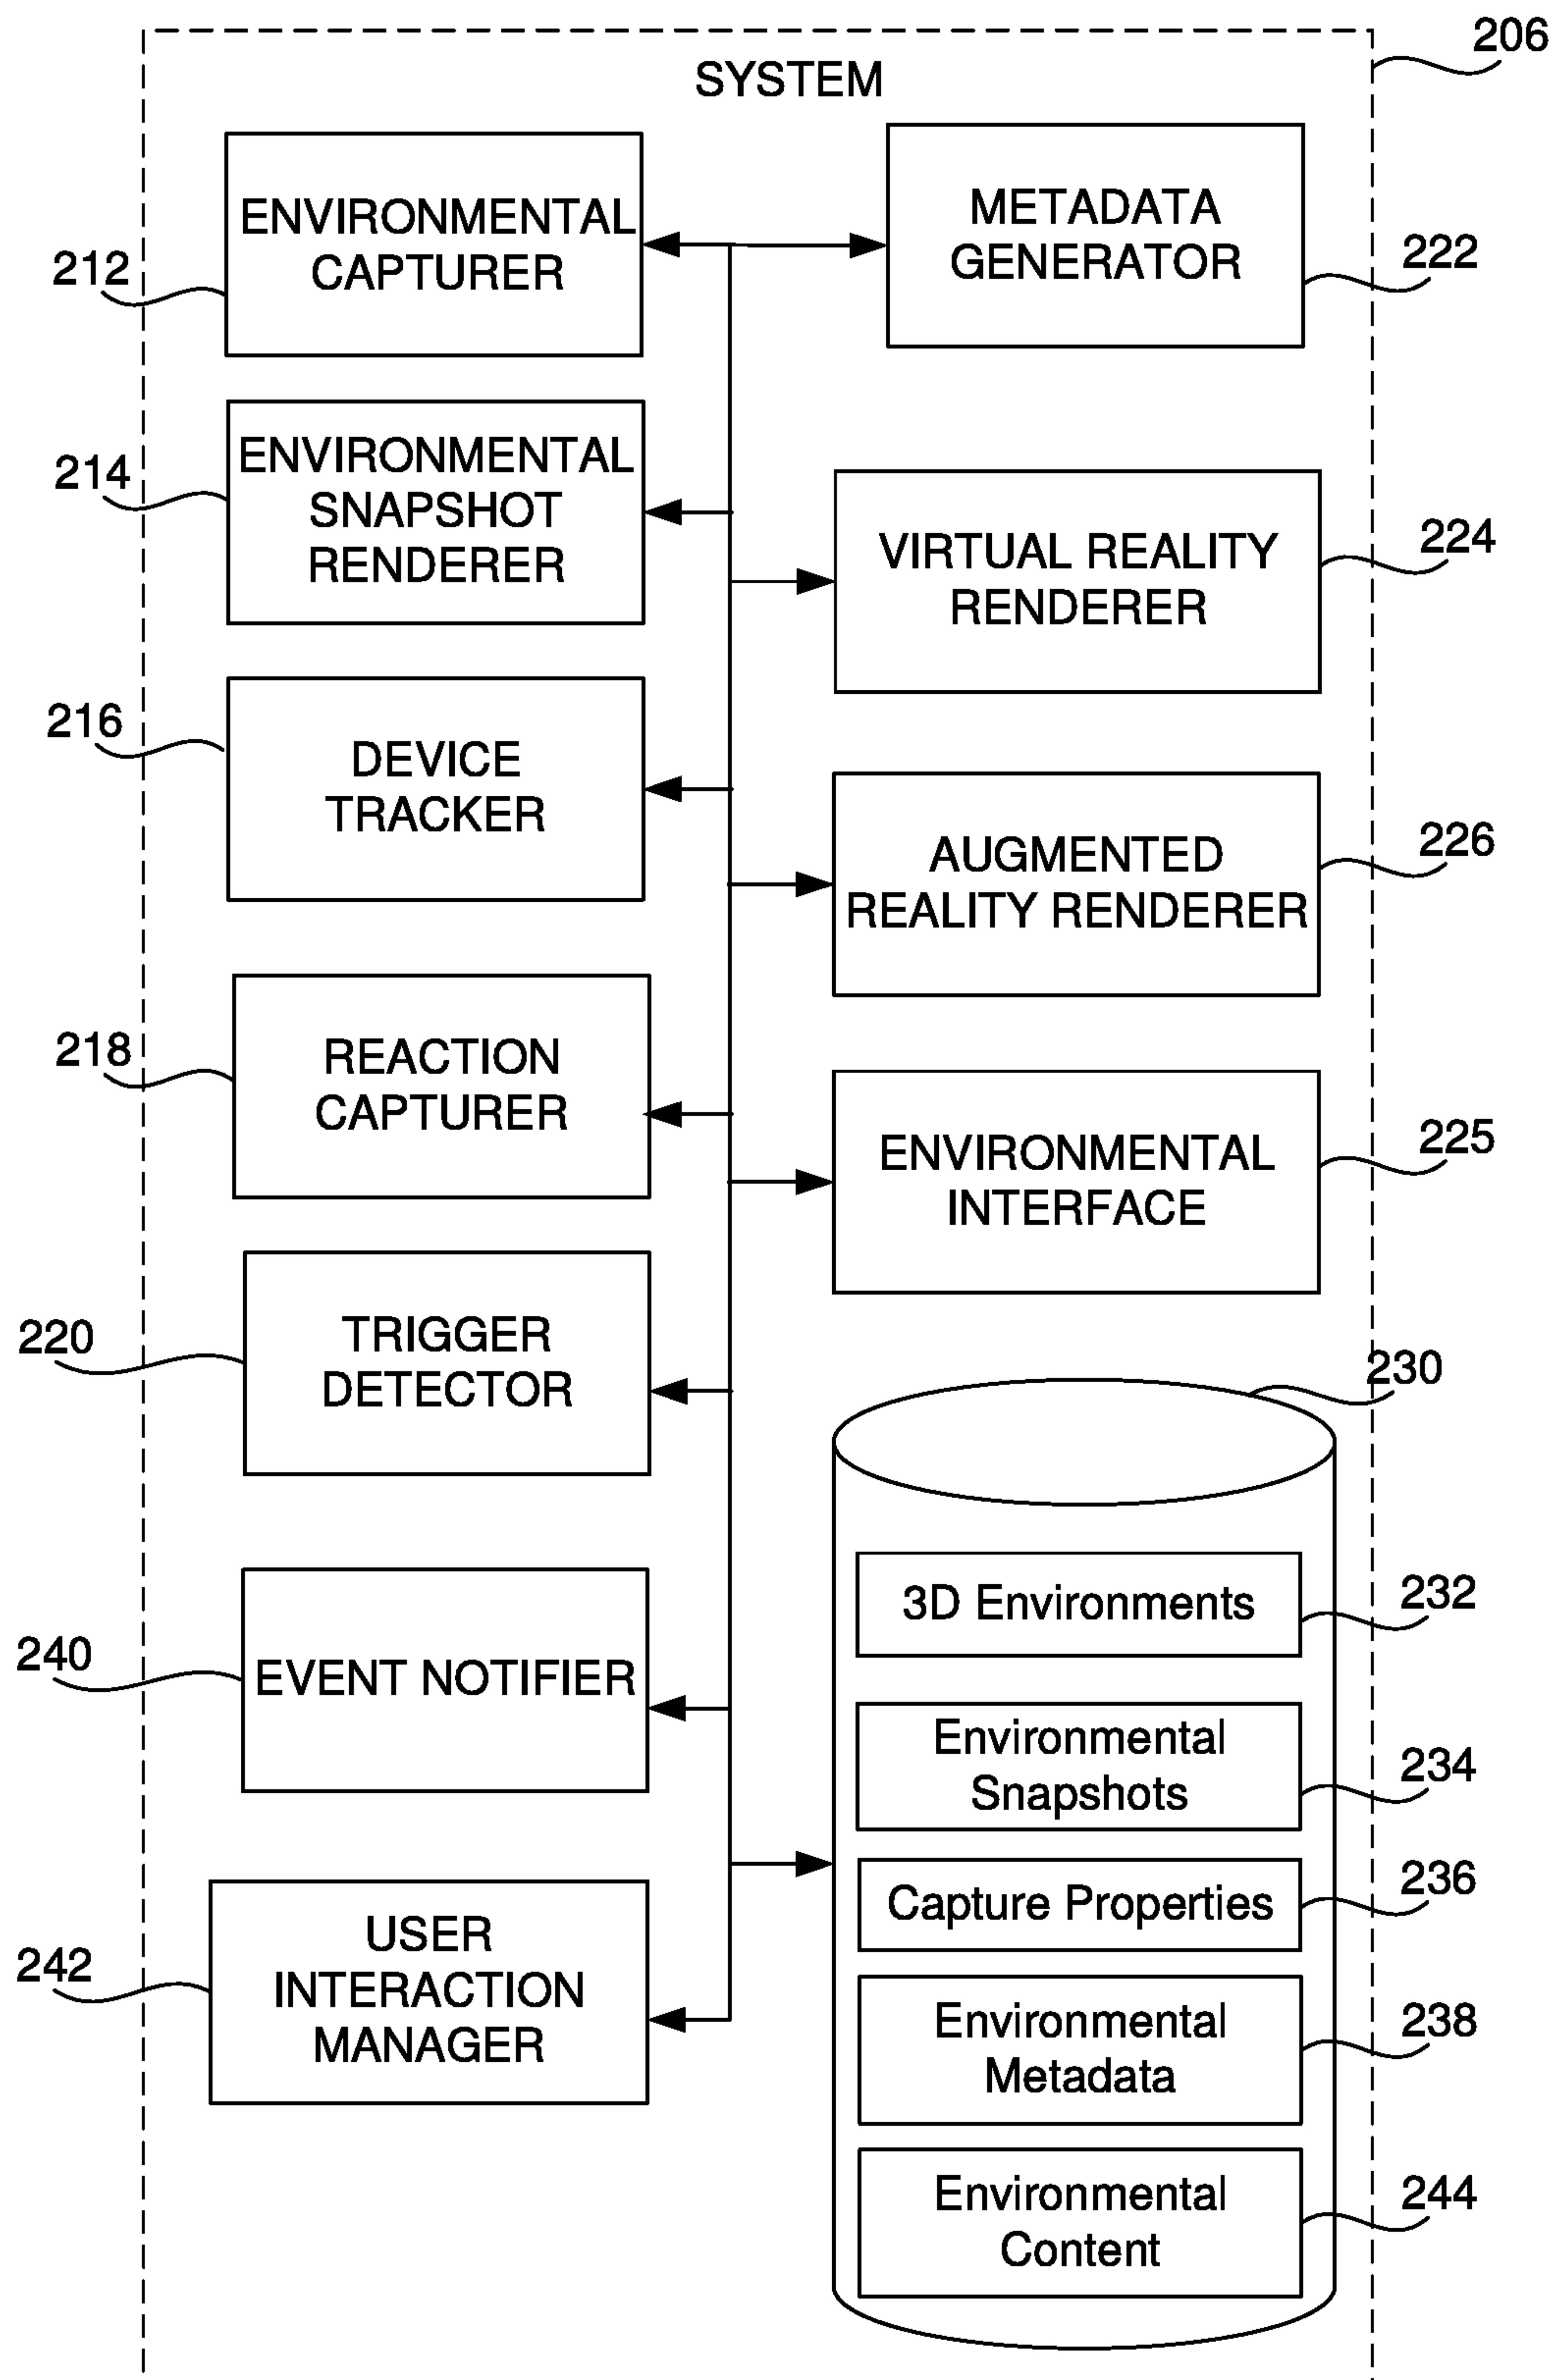 206
SYSTEM
ENVIRONMENTAL
CAPTURER
212
METADATA
GENERATOR
222
ENVIRONMENTAL
SNAPSHOT
RENDERER
214
VIRTUAL REALITY
RENDERER
224
DEVICE
TRACKER
216
AUGMENTED
REALITY RENDERER
226
REACTION
CAPTURER
218
ENVIRONMENTAL
INTERFACE
225
TRIGGER
DETECTOR
220
230
EVENT NOTIFIER
240
3D Environments
232
Environmental
Snapshots
234
Capture Properties
236
USER
INTERACTION
MANAGER
242
Environmental
Metadata
238
Environmental
Content
244